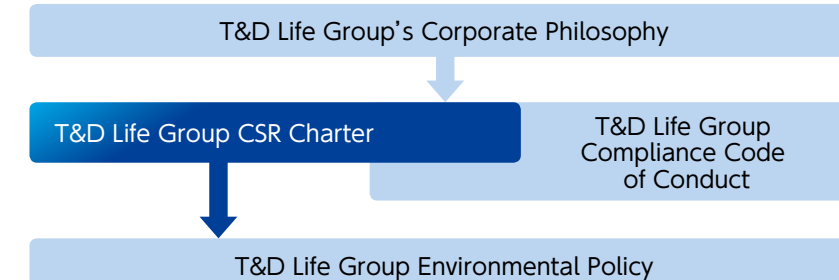 T&D Life Group’s Corporate Philosophy
T&D Life Group CSR Charter
T&D Life Group
Compliance Code
of Conduct
T&D Life Group Environmental Policy